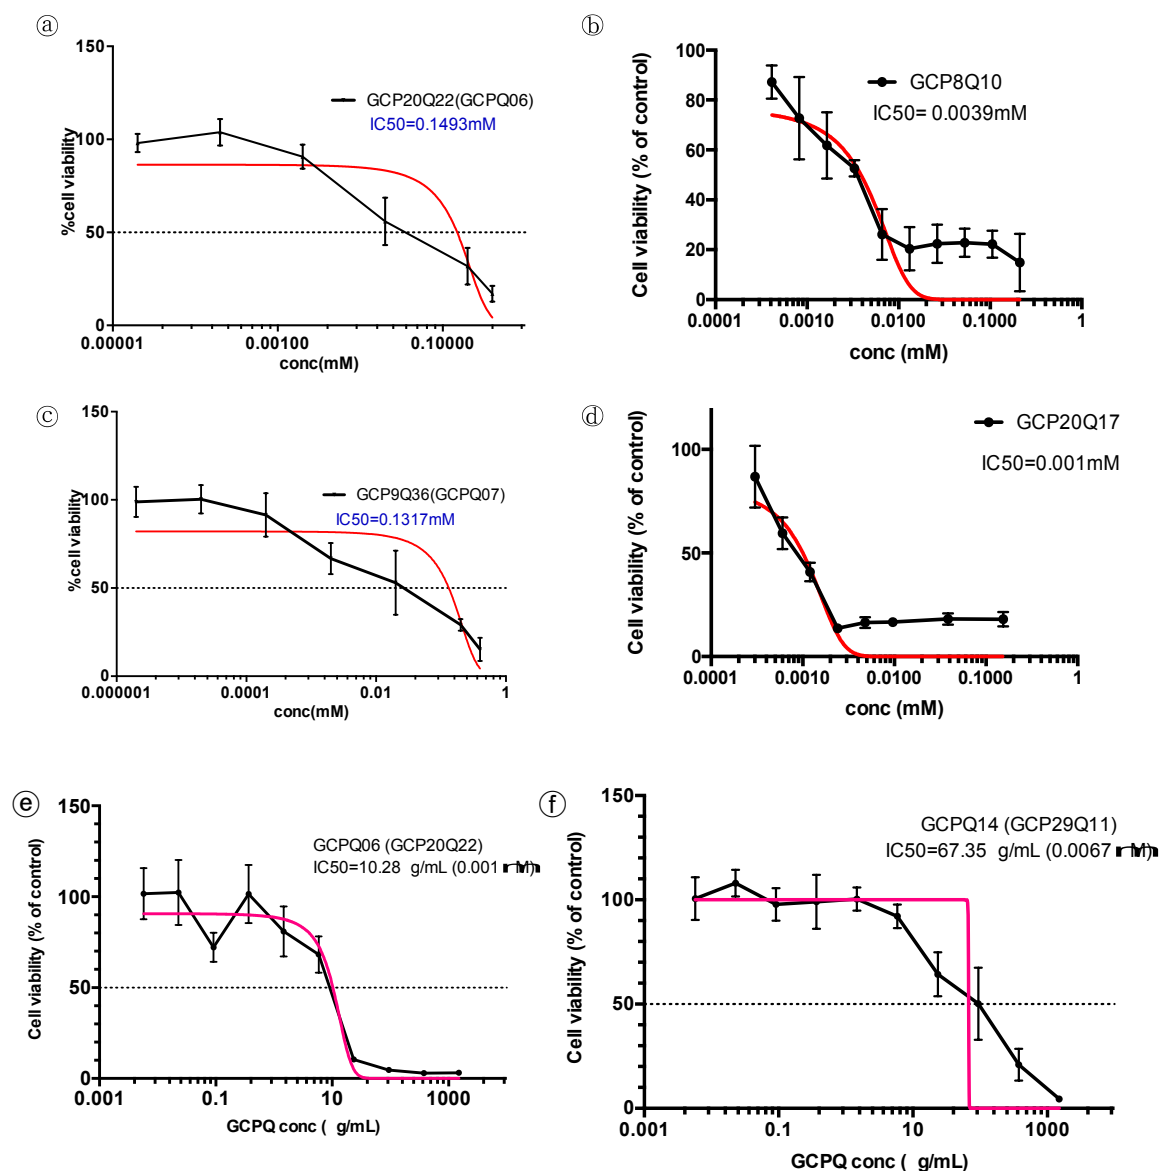 ⓐ
150
100
50
0
%cell viability
GCP20Q22(GCPQ06)
IC50=0.1493mM
0.00001
0.00100
0.10000
conc(mM)
ⓑ
100
80
60
40
20
0
Cell viability (% of control)
GCP8Q10
IC50= 0.0039mM
0.0001
0.0010
0.0100
0.1000
1
conc (mM)
ⓒ
150
100
50
0
%cell viability
GCP9Q36(GCPQ07)
IC50=0.1317mM
0.000001
0.0001
0.01
1
conc(mM)
ⓓ
100
50
0
Cell viability (% of control)
GCP20Q17
IC50=0.001mM
0.0001
0.0010
0.0100
0.1000
1
conc (mM)
ⓔ
150
100
50
0
Cell viability (% of control)
GCPQ06 (GCP20Q22)
IC50=10.28 g/mL (0.001 mM)
0.001
0.1
10
1000
GCPQ conc ( g/mL)
ⓕ
150
100
50
0
Cell viability (% of control)
GCPQ14 (GCP29Q11)
IC50=67.35 g/mL (0.0067 mM)
0.001
0.1
10
1000
GCPQ conc ( g/mL)